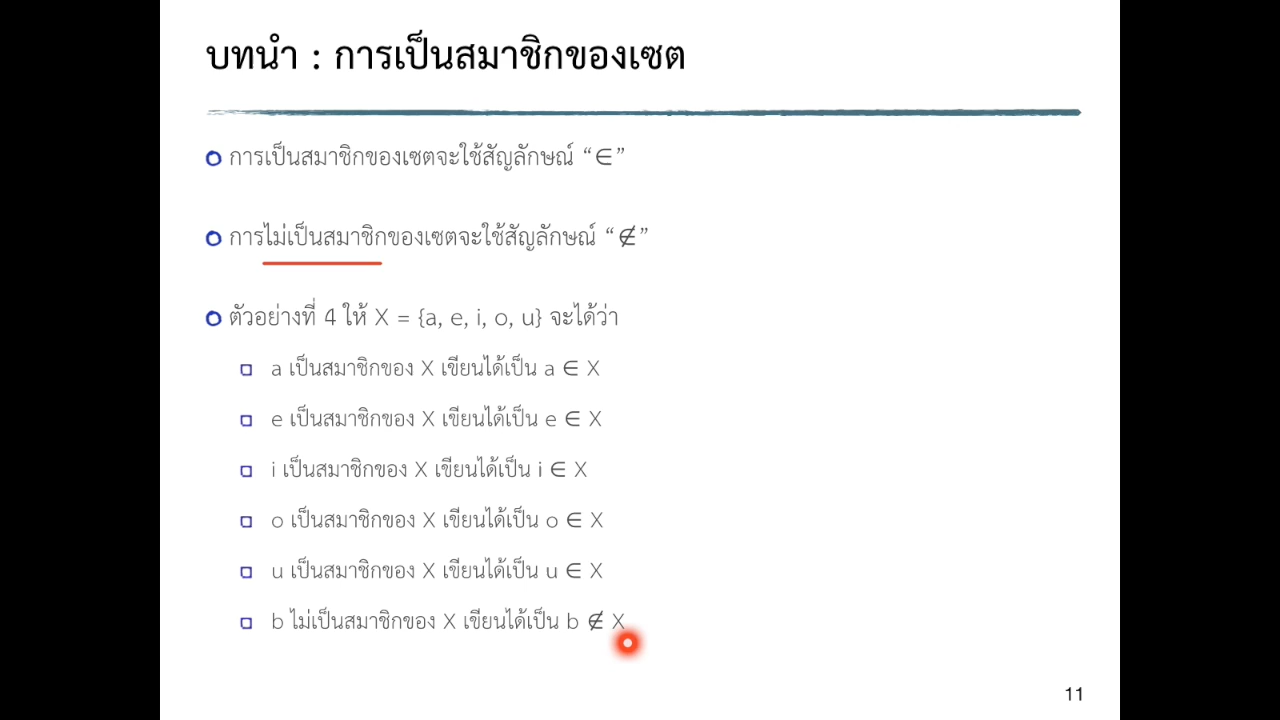 บทนำ : การเป็นสมาชิกของเซต
การเป็นสมาชิกของเซตจะใช้สัญลักษณ์ “∈”
การไม่เป็นสมาชิกของเซตจะใช้สัญลักษณ์ “∉”
ตัวอย่างที่ 4 ให้ X = {a, e, i, o, u} จะได้ว่า
a เป็นสมาชิกของ X เขียนได้เป็น a ∈ X
e เป็นสมาชิกของ X เขียนได้เป็น e ∈ X
i เป็นสมาชิกของ X เขียนได้เป็น i ∈ X
o เป็นสมาชิกของ X เขียนได้เป็น o ∈ X
u เป็นสมาชิกของ X เขียนได้เป็น u ∈ X
b ไม่เป็นสมาชิกของ X เขียนได้เป็น b ∉ X
11